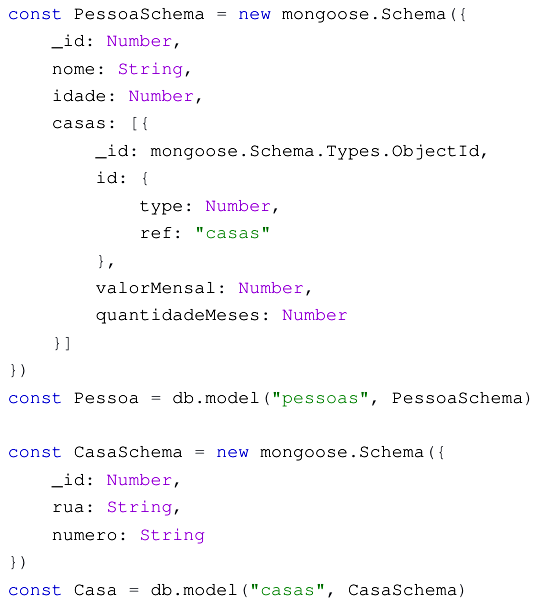 const PessoaSchema = new mongoose.Schema({
    _id: Number,
    nome: String,
    idade: Number,
    casas: [{
        _id: mongoose.Schema.Types.ObjectId,
        id: {
            type: Number,
            ref: "casas"
        },
        valorMensal: Number,
        quantidadeMeses: Number
    }]
})
const Pessoa = db.model("pessoas", PessoaSchema)

const CasaSchema = new mongoose.Schema({
    _id: Number,
    rua: String,
    numero: String
})
const Casa = db.model("casas", CasaSchema)